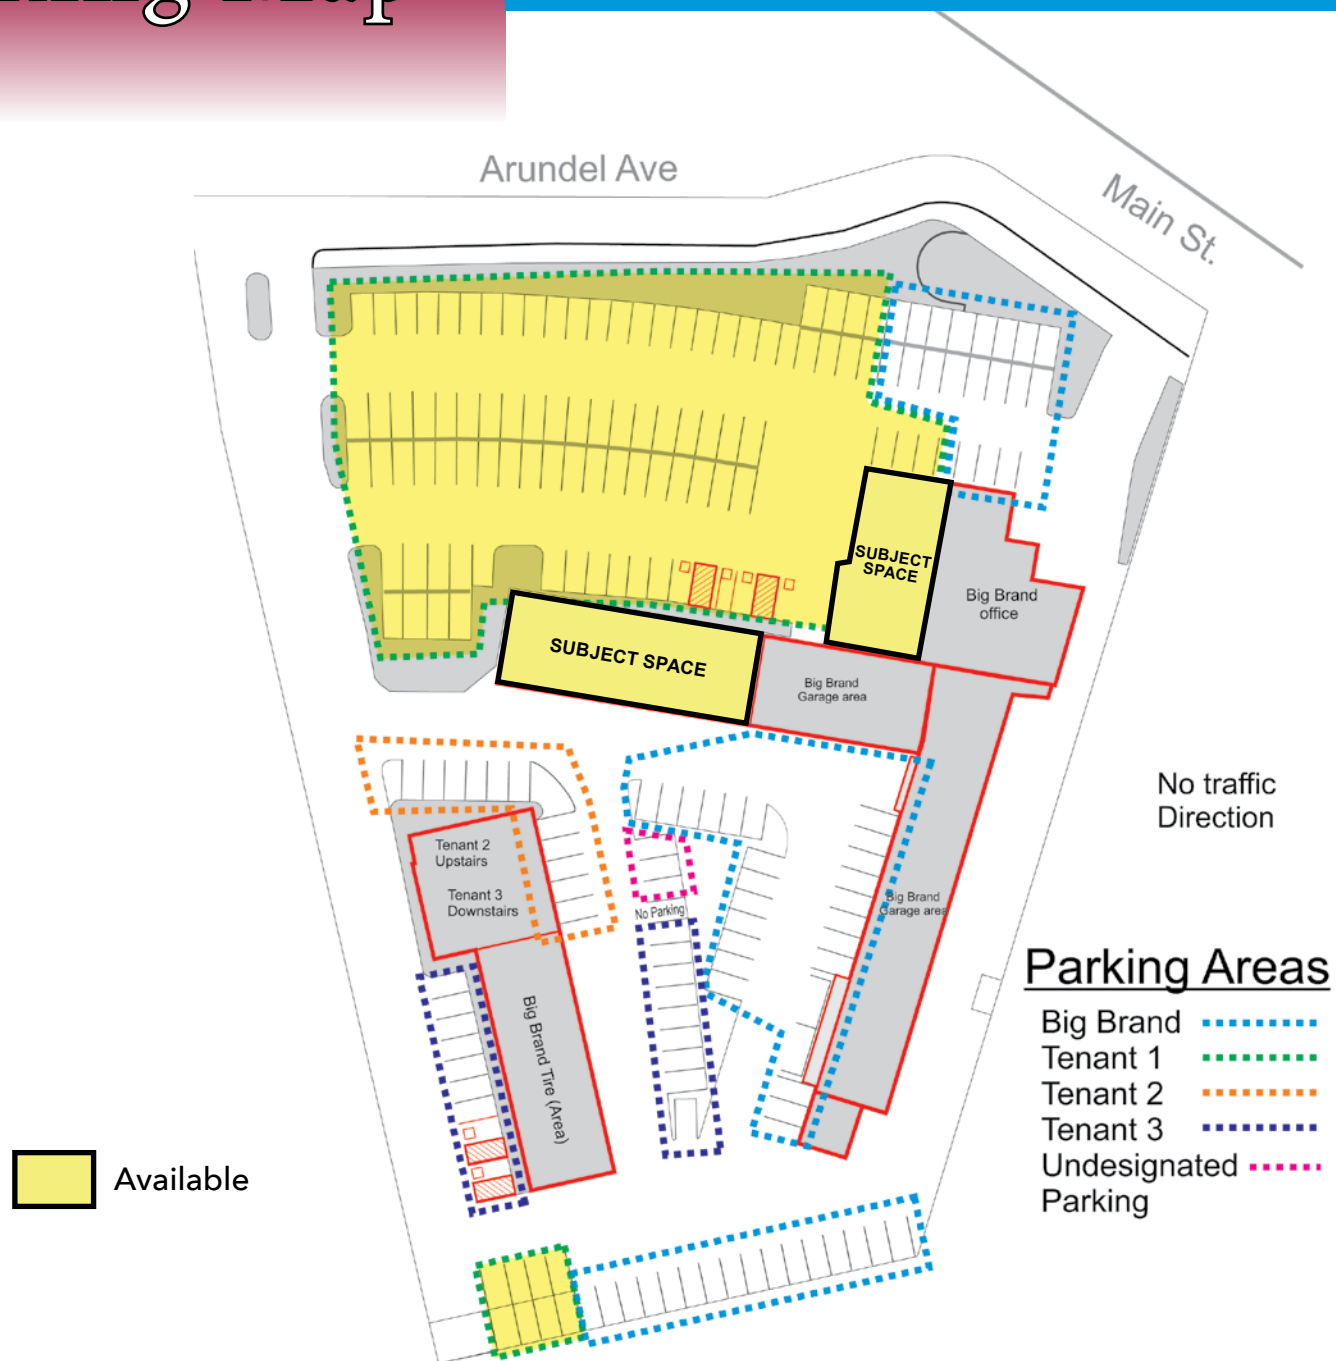 Arundel Ave
Main St.
SUBJECT
SPACE
Big Brand
office
SUBJECT SPACE
Big Brand
Garage area
No traffic
Direction
Tenant 2
Upstairs
Tenant 3
Downstairs
No Parking
Big Brand
Garage area
Big Brand Tire (Area)
Parking Areas
Big Brand
Tenant 1
Tenant 2
Tenant 3
Undesignated
Parking
Available